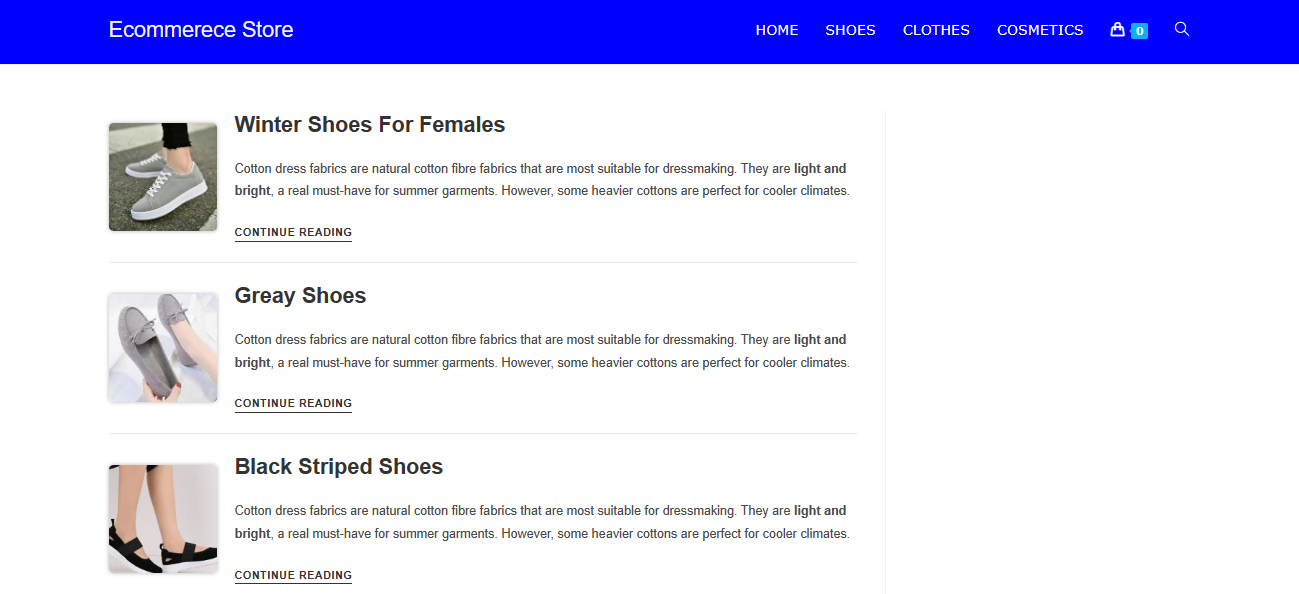 Ecommerece Store
HOME SHOES CLOTHES COSMETICS 0
Winter Shoes For Females
Cotton dress fabrics are natural cotton fibre fabrics that are most suitable for dressmaking. They are light and
bright, a real must-have for summer garments. However, some heavier cottons are perfect for cooler climates.
CONTINUE READING
Greay Shoes
Cotton dress fabrics are natural cotton fibre fabrics that are most suitable for dressmaking. They are light and
bright, a real must-have for summer garments. However, some heavier cottons are perfect for cooler climates.
CONTINUE READING
Black Striped Shoes
Cotton dress fabrics are natural cotton fibre fabrics that are most suitable for dressmaking. They are light and
bright, a real must-have for summer garments. However, some heavier cottons are perfect for cooler climates.
CONTINUE READING